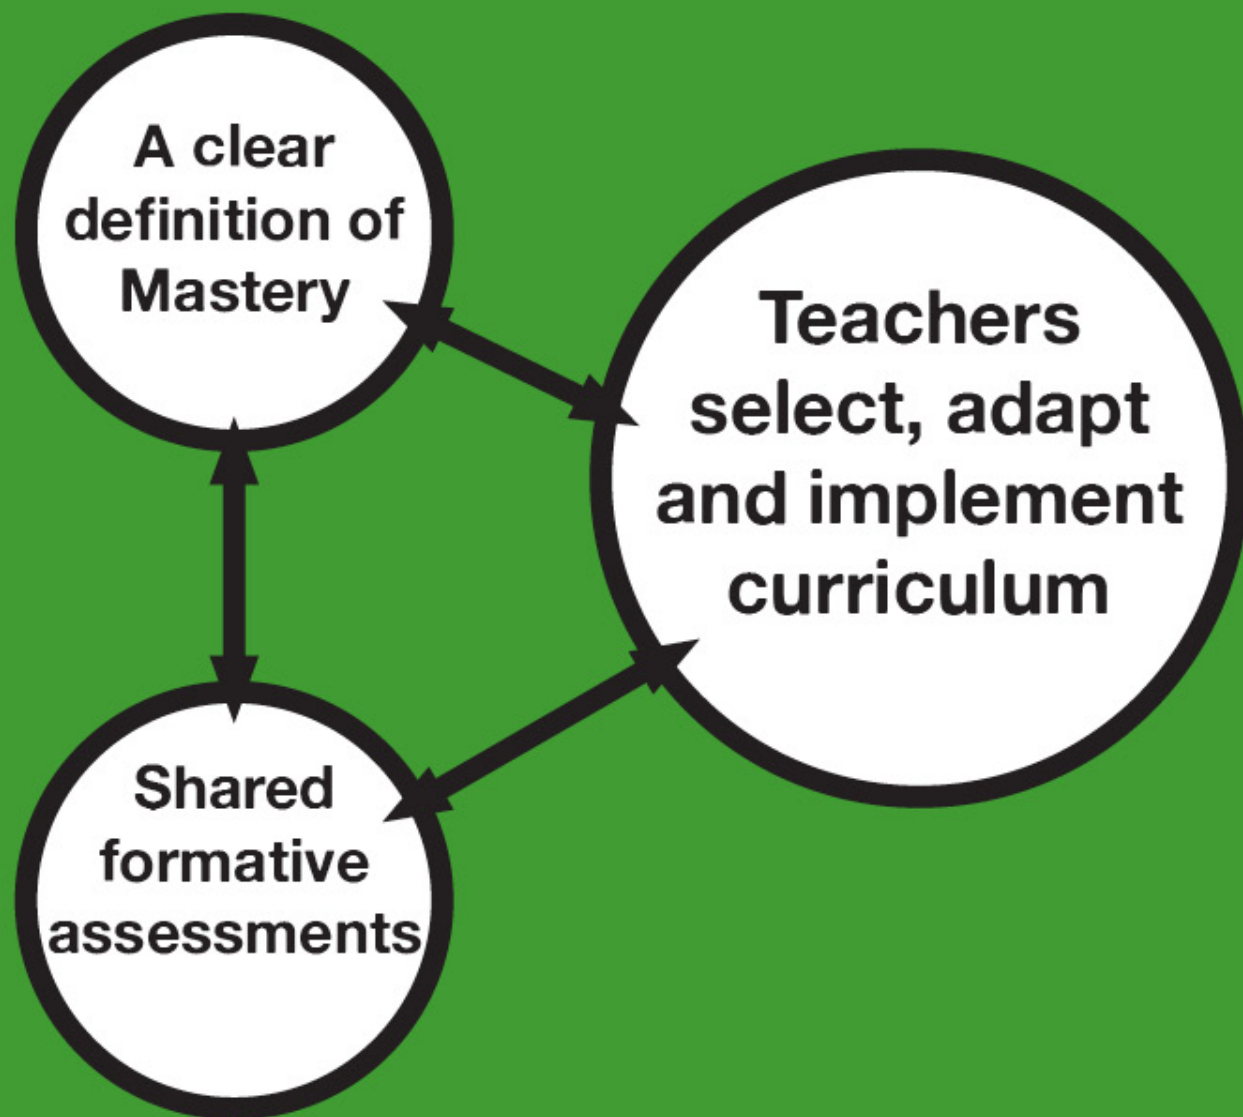 A clear
definition of
Mastery
Teachers
select, adapt
and implement
curriculum
Shared
formative
assessments